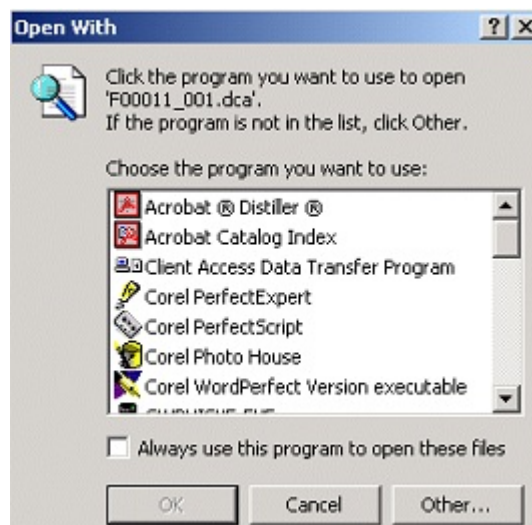 Open With
Click the program you want to use to open
'F00011_001.dca'.
If the program is not in the list, click Other.
Choose the program you want to use:
Acrobat ® Distiller ®
Acrobat Catalog Index
Client Access Data Transfer Program
Corel PerfectExpert
Corel PerfectScript
Corel Photo House
Corel WordPerfect Version executable
Always use this program to open these files
OK
Cancel
Other...